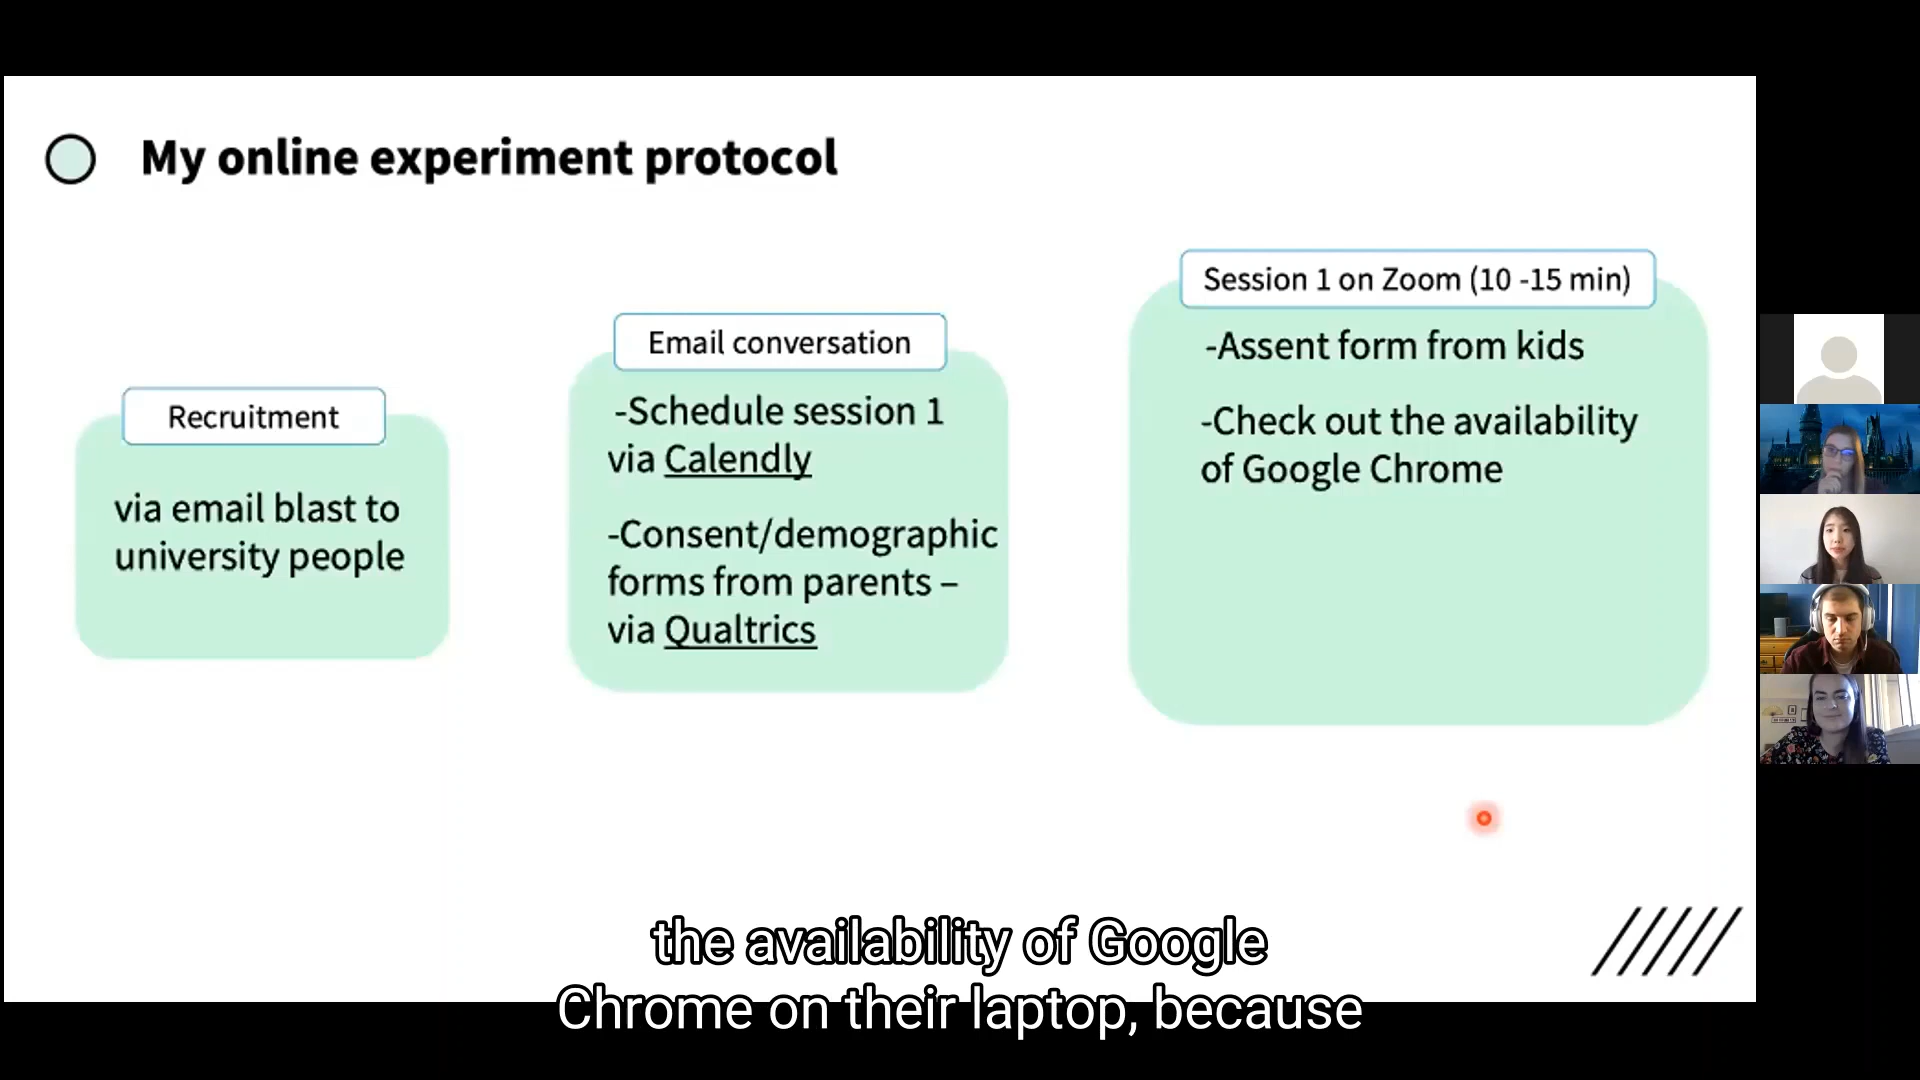 My online experiment protocol
Recruitment
via email blast to
university people
Email conversation
-Schedule session 1
via Calendly
-Consent/demographic
forms from parents –
via Qualtrics
Session 1 on Zoom (10 -15 min)
-Assent form from kids
-Check out the availability
of Google Chrome
the availability of Google
Chrome on their laptop, because